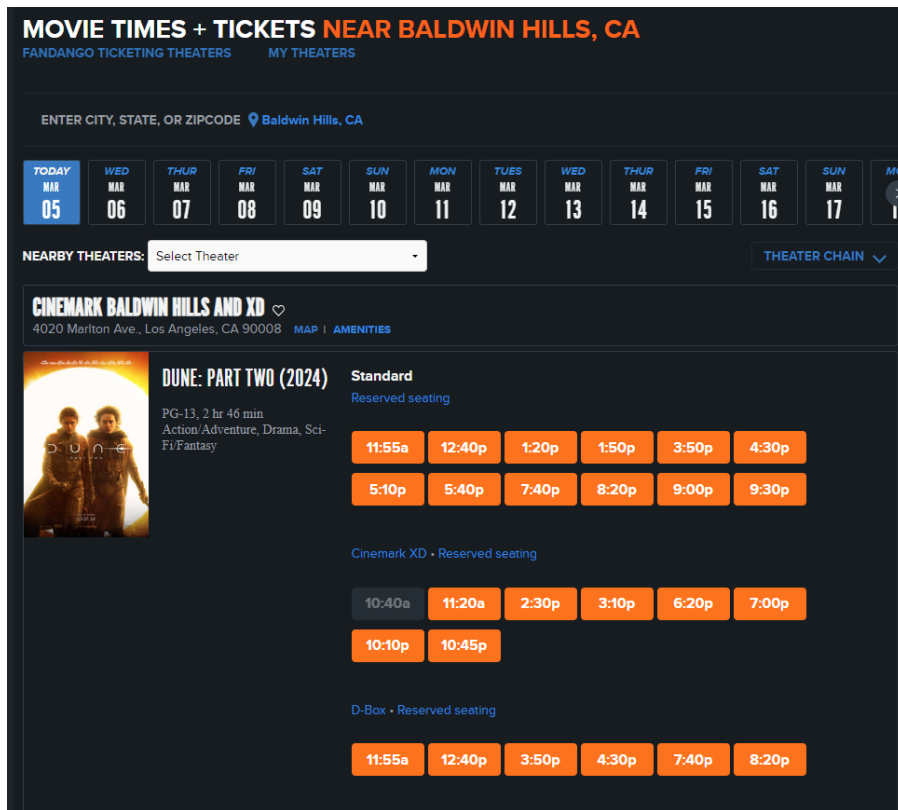 MOVIE TIMES + TICKETS NEAR BALDWIN HILLS, CA
FANDANGO TICKETING THEATERS MY THEATERS
ENTER CITY, STATE, OR ZIPCODE Baldwin Hills, CA
TODAY WED THUR FRI SAT SUN MON TUES WED THUR FRI SAT SUN
MAR MAR MAR MAR MAR MAR MAR MAR MAR MAR MAR MAR MAR
05 06 07 08 09 10 11 12 13 14 15 16 17
NEARBY THEATERS: Select Theater THEATER CHAIN
CINEMARK BALDWIN HILLS AND XD
4020 Marlton Ave., Los Angeles, CA 90008 MAP | AMENITIES
DUNE
PART TWO
DUNE: PART TWO (2024)
PG-13, 2 hr 46 min
Action/Adventure, Drama, Sci-
Fi/Fantasy
Standard
Reserved seating
11:55a 12:40p 1:20p 1:50p 3:50p 4:30p
5:10p 5:40p 7:40p 8:20p 9:00p 9:30p
Cinemark XD • Reserved seating
10:40a 11:20a 2:30p 3:10p 6:20p 7:00p
10:10p 10:45p
D-Box • Reserved seating
11:55a 12:40p 3:50p 4:30p 7:40p 8:20p